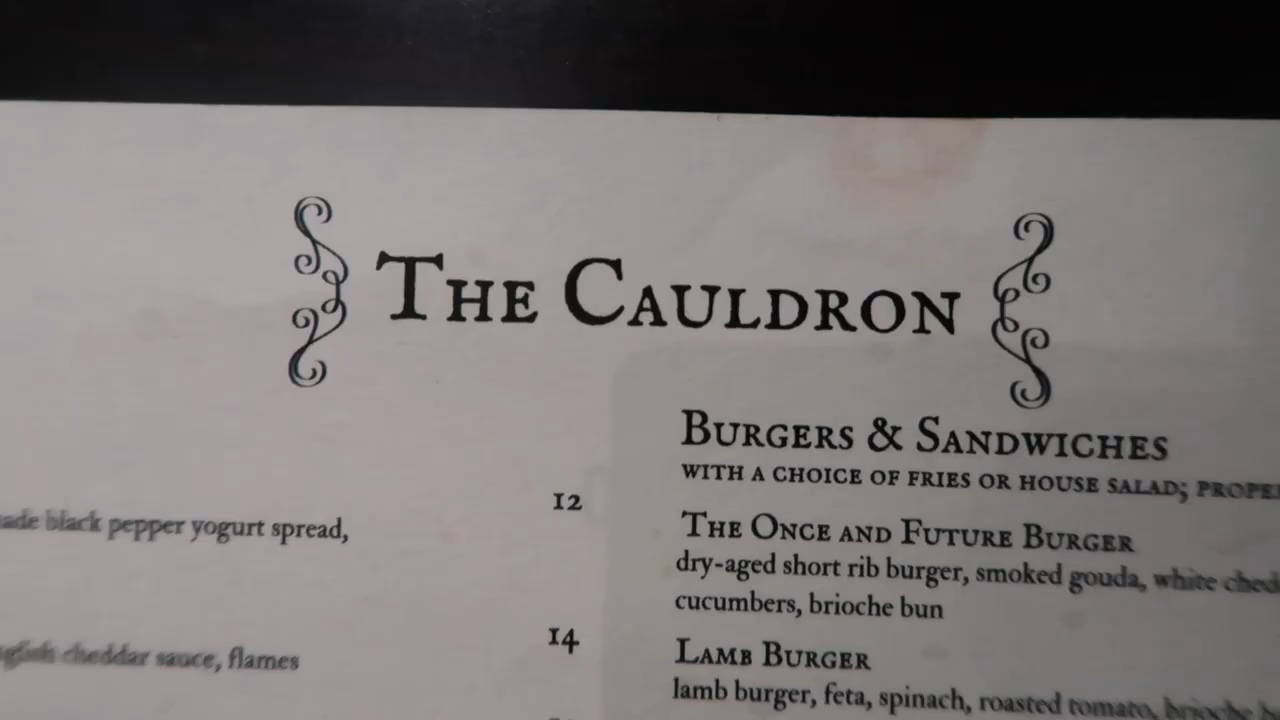 The Cauldron
12
black pepper yogurt spread,
14
cheddar sauce, flames
Burgers & Sandwiches
with a choice of fries or house salad;
The Once and Future Burger
dry-aged short rib burger, smoked gouda, white
cucumbers, brioche bun
Lamb Burger
lamb burger, feta, spinach, roasted tomato, brioche